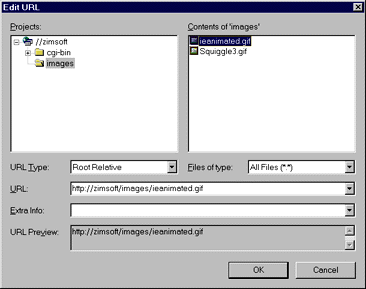 Edit URL
Projects:
Contents of 'images'
//zimsoft
cgi-bin
images
ieanimated.gif
Squiggle3.gif
URL Type:
Root Relative
Files of type:
All Files (*.*)
URL:
http://zimsoft/images/ieanimated.gif
Extra Info:
URL Preview:
http://zimsoft/images/ieanimated.gif
OK
Cancel